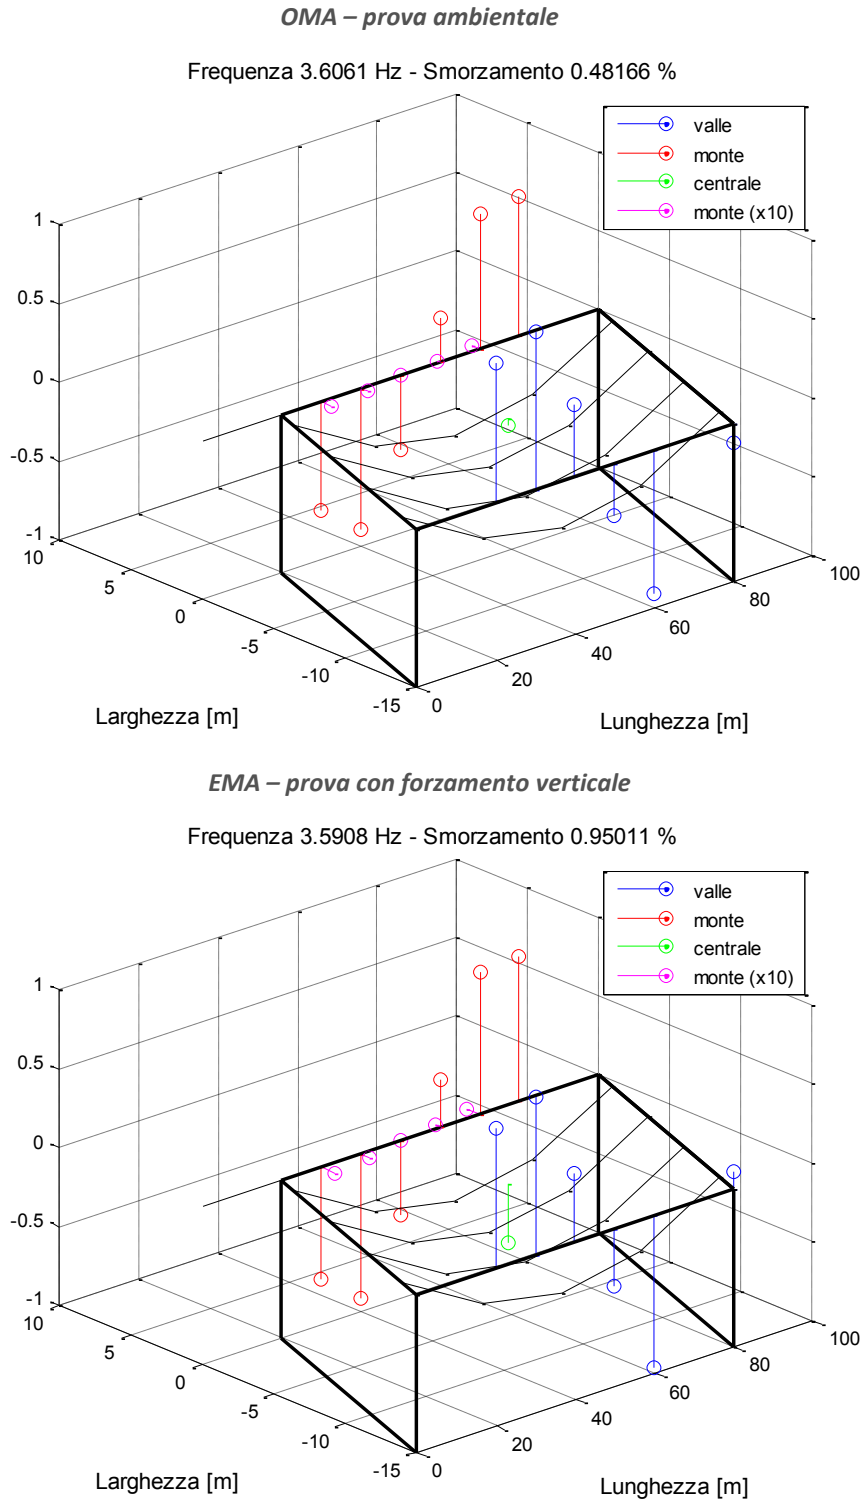 OMA – prova ambientale
Frequenza 3.6061 Hz - Smorzamento 0.48166 %
valle
monte
centrale
monte (x10)
1
0.5
0
-0.5
-1
10
5
0
-5
-10
-15
0
20
40
60
80
100
Larghezza [m]
Lunghezza [m]
EMA – prova con forzamento verticale
Frequenza 3.5908 Hz - Smorzamento 0.95011 %
valle
monte
centrale
monte (x10)
1
0.5
0
-0.5
-1
10
5
0
-5
-10
-15
0
20
40
60
80
100
Larghezza [m]
Lunghezza [m]